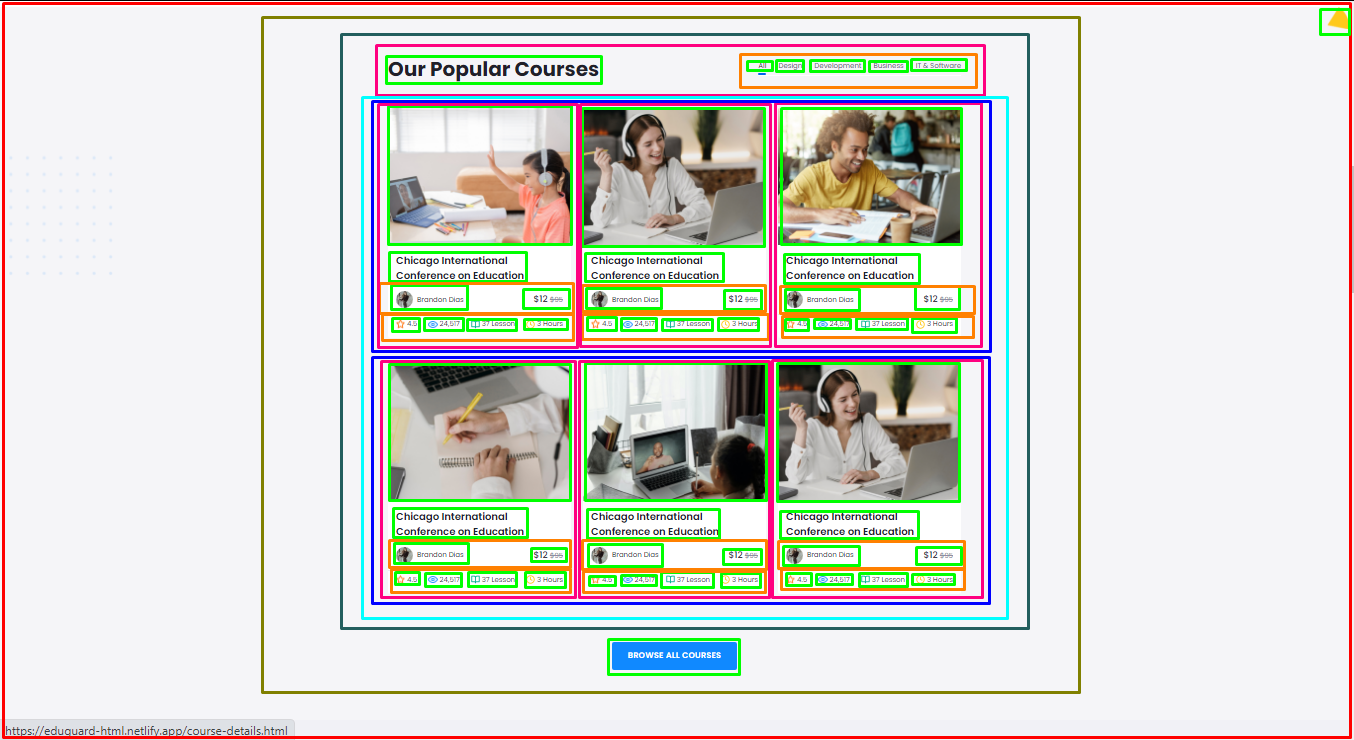 Our Popular Courses
All Design Development Business IT & Software
Chicago International Chicago International Chicago International
Conference on Education Conference on Education Conference on Education
Brandon Dias $12 $95 Brandon Dias $12 $95 Brandon Dias $12 $95
4.5 24,517 37 Lesson 3 Hours 4.5 24,517 37 Lesson 3 Hours 4.5 24,517 37 Lesson 3 Hours
Chicago International Chicago International Chicago International
Conference on Education Conference on Education Conference on Education
Brandon Dias $12 $95 Brandon Dias $12 $95 Brandon Dias $12 $95
4.5 24,517 37 Lesson 3 Hours 4.5 24,517 37 Lesson 3 Hours 4.5 24,517 37 Lesson 3 Hours
BROWSE ALL COURSES
https://eduguard-html.netlify.app/course-details.html